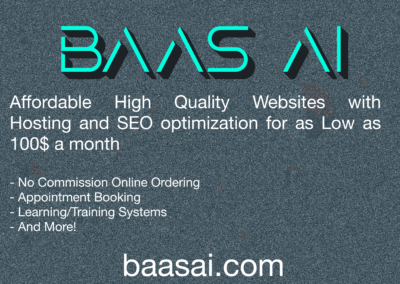 BAAS AI
Affordable High Quality Websites with
Hosting and SEO optimization for as Low as
100$ a month
- No Commission Online Ordering
- Appointment Booking
- Learning/Training Systems
- And More!
baasai.com